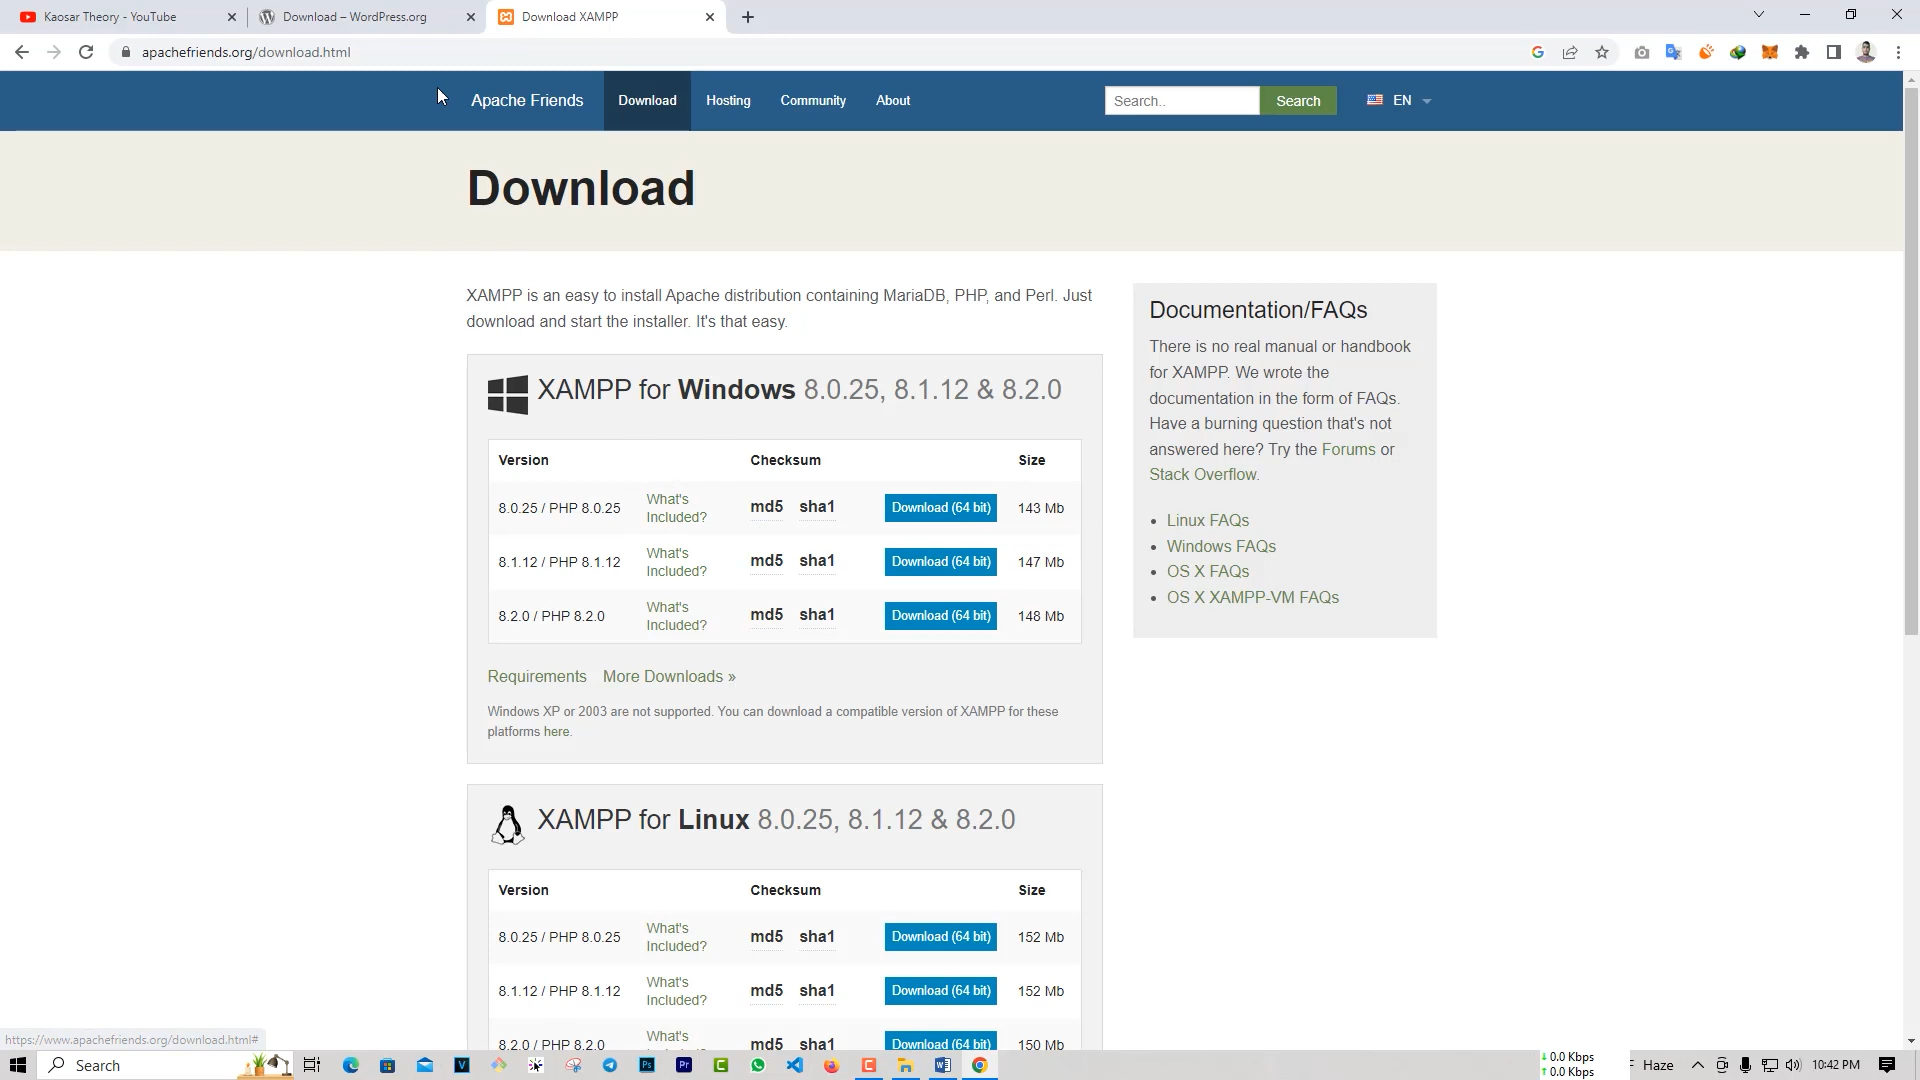 Kaosar Theory - YouTube
Download – WordPress.org
Download XAMPP
apachefriends.org/download.html
Apache Friends
Download
Hosting
Community
About
Search..
Search
EN
Download
XAMPP is an easy to install Apache distribution containing MariaDB, PHP, and Perl. Just
download and start the installer. It's that easy.
XAMPP for Windows 8.0.25, 8.1.12 & 8.2.0
Version Checksum Size
8.0.25 / PHP 8.0.25 What's Included? md5 sha1 Download (64 bit) 143 Mb
8.1.12 / PHP 8.1.12 What's Included? md5 sha1 Download (64 bit) 147 Mb
8.2.0 / PHP 8.2.0 What's Included? md5 sha1 Download (64 bit) 148 Mb
Requirements More Downloads »
Windows XP or 2003 are not supported. You can download a compatible version of XAMPP for these
platforms here.
Documentation/FAQs
There is no real manual or handbook
for XAMPP. We wrote the
documentation in the form of FAQs.
Have a burning question that's not
answered here? Try the Forums or
Stack Overflow.
• Linux FAQs
• Windows FAQs
• OS X FAQs
• OS X XAMPP-VM FAQs
XAMPP for Linux 8.0.25, 8.1.12 & 8.2.0
Version Checksum Size
8.0.25 / PHP 8.0.25 What's Included? md5 sha1 Download (64 bit) 152 Mb
8.1.12 / PHP 8.1.12 What's Included? md5 sha1 Download (64 bit) 152 Mb
8.2.0 / PHP 8.2.0 What's md5 sha1 Download (64 bit) 150 Mb
https://www.apachefriends.org/download.html#
Search
↓ 0.0 Kbps
↑ 0.0 Kbps
Haze
10:42 PM